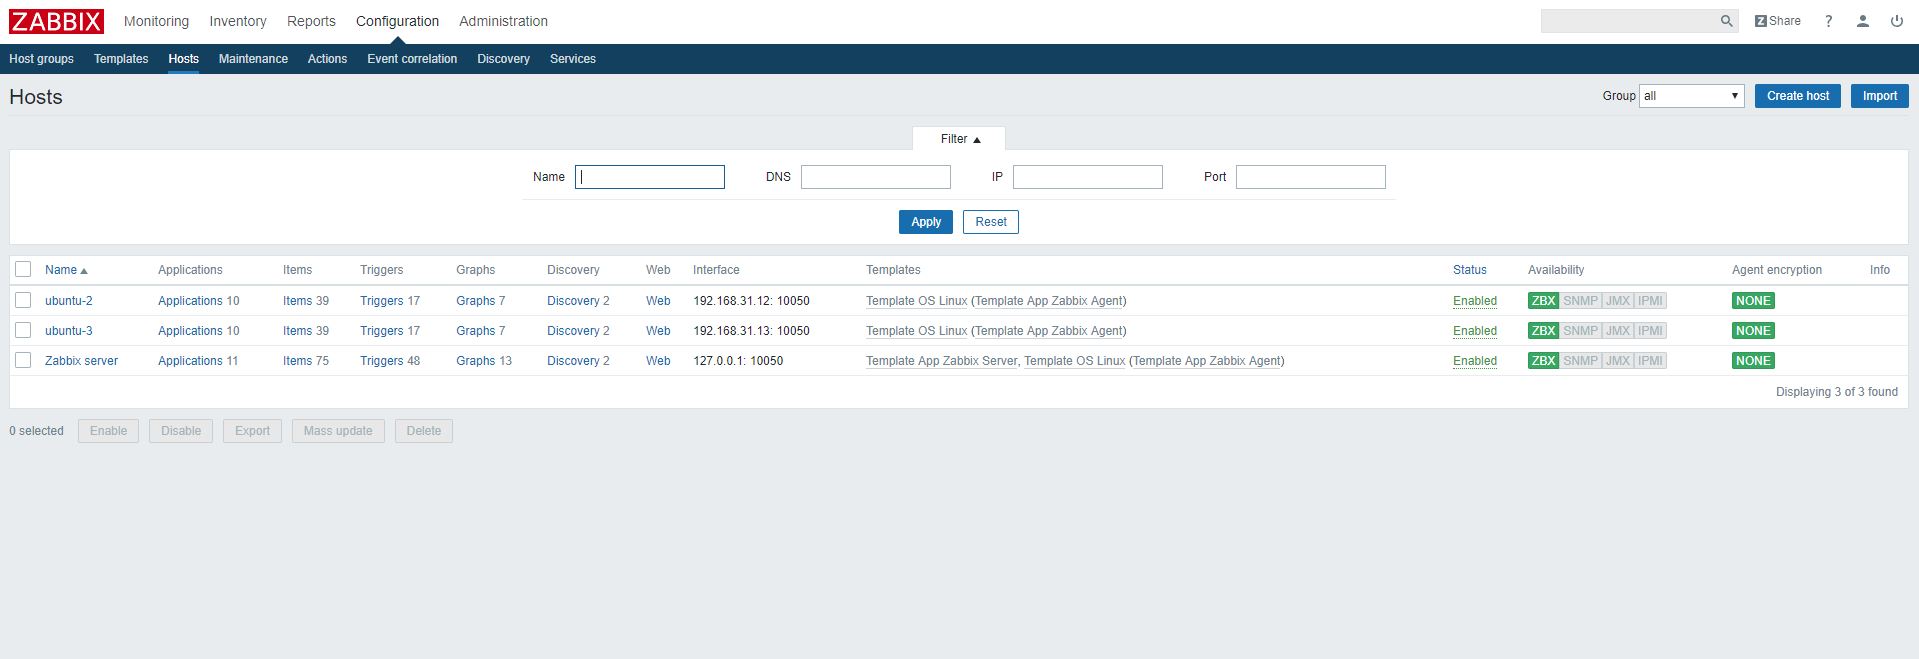 ZABBIX Monitoring Inventory Reports Configuration Administration Z Share ?
Host groups Templates Hosts Maintenance Actions Event correlation Discovery Services
Hosts Group all Create host Import
Filter
Name DNS IP Port
Apply Reset
Name Applications Items Triggers Graphs Discovery Web Interface Templates Status Availability Agent encryption Info
ubuntu-2 Applications 10 Items 39 Triggers 17 Graphs 7 Discovery 2 Web 192.168.31.12: 10050 Template OS Linux (Template App Zabbix Agent) Enabled ZBX SNMP JMX IPMI NONE
ubuntu-3 Applications 10 Items 39 Triggers 17 Graphs 7 Discovery 2 Web 192.168.31.13: 10050 Template OS Linux (Template App Zabbix Agent) Enabled ZBX SNMP JMX IPMI NONE
Zabbix server Applications 11 Items 75 Triggers 48 Graphs 13 Discovery 2 Web 127.0.0.1: 10050 Template App Zabbix Server, Template OS Linux (Template App Zabbix Agent) Enabled ZBX SNMP JMX IPMI NONE
Displaying 3 of 3 found
0 selected Enable Disable Export Mass update Delete